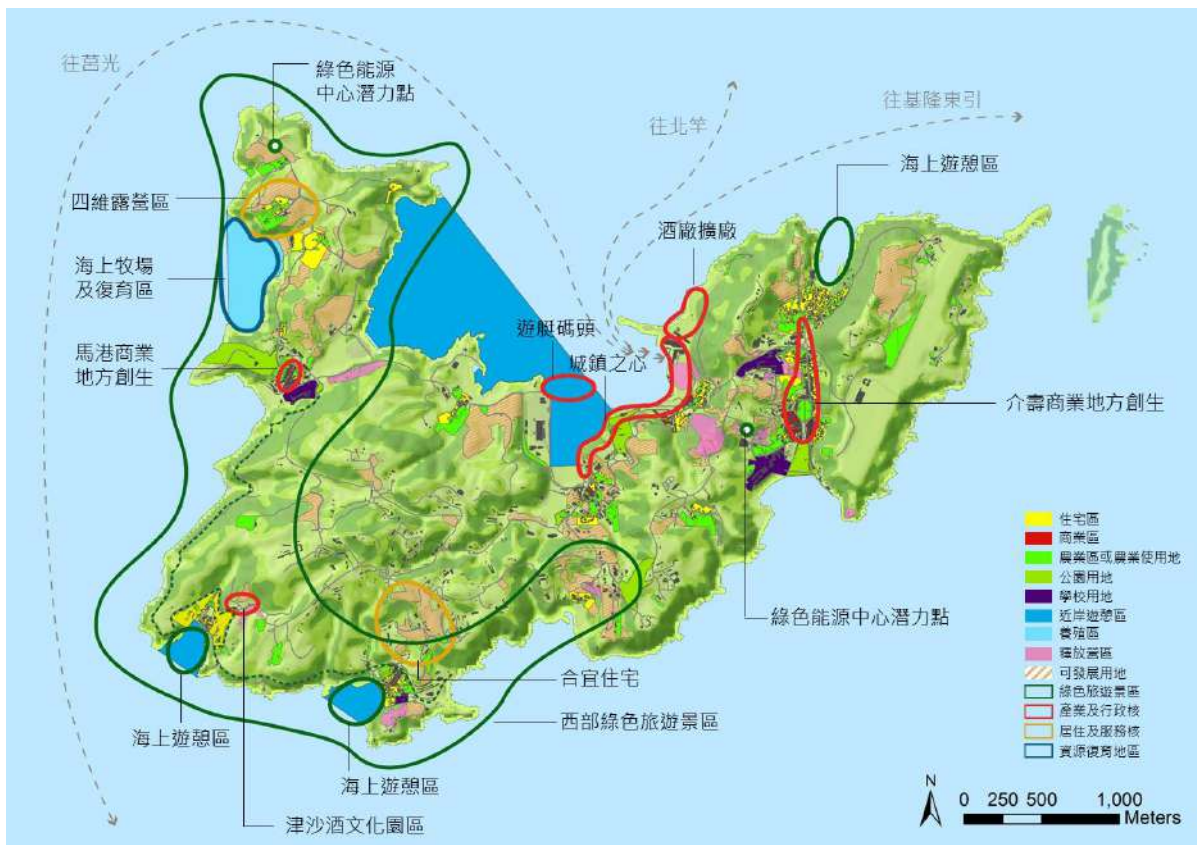 往莒光
綠色能源
中心潛力點
往北竿
往基隆東引
海上遊憩區
四維露營區
酒廠擴廠
海上牧場
及復育區
遊艇碼頭
城鎮之心
馬港商業
地方創生
介壽商業地方創生
綠色能源中心潛力點
合宜住宅
西部綠色旅遊景區
海上遊憩區
海上遊憩區
津沙酒文化園區
住宅區
商業區
農業區或農業使用地
公園用地
學校用地
近岸遊憩區
養殖區
釋放營區
可發展用地
綠色旅遊景區
產業及行政核
居住及服務核
資源復育地區
N
0 250 500 1,000
Meters